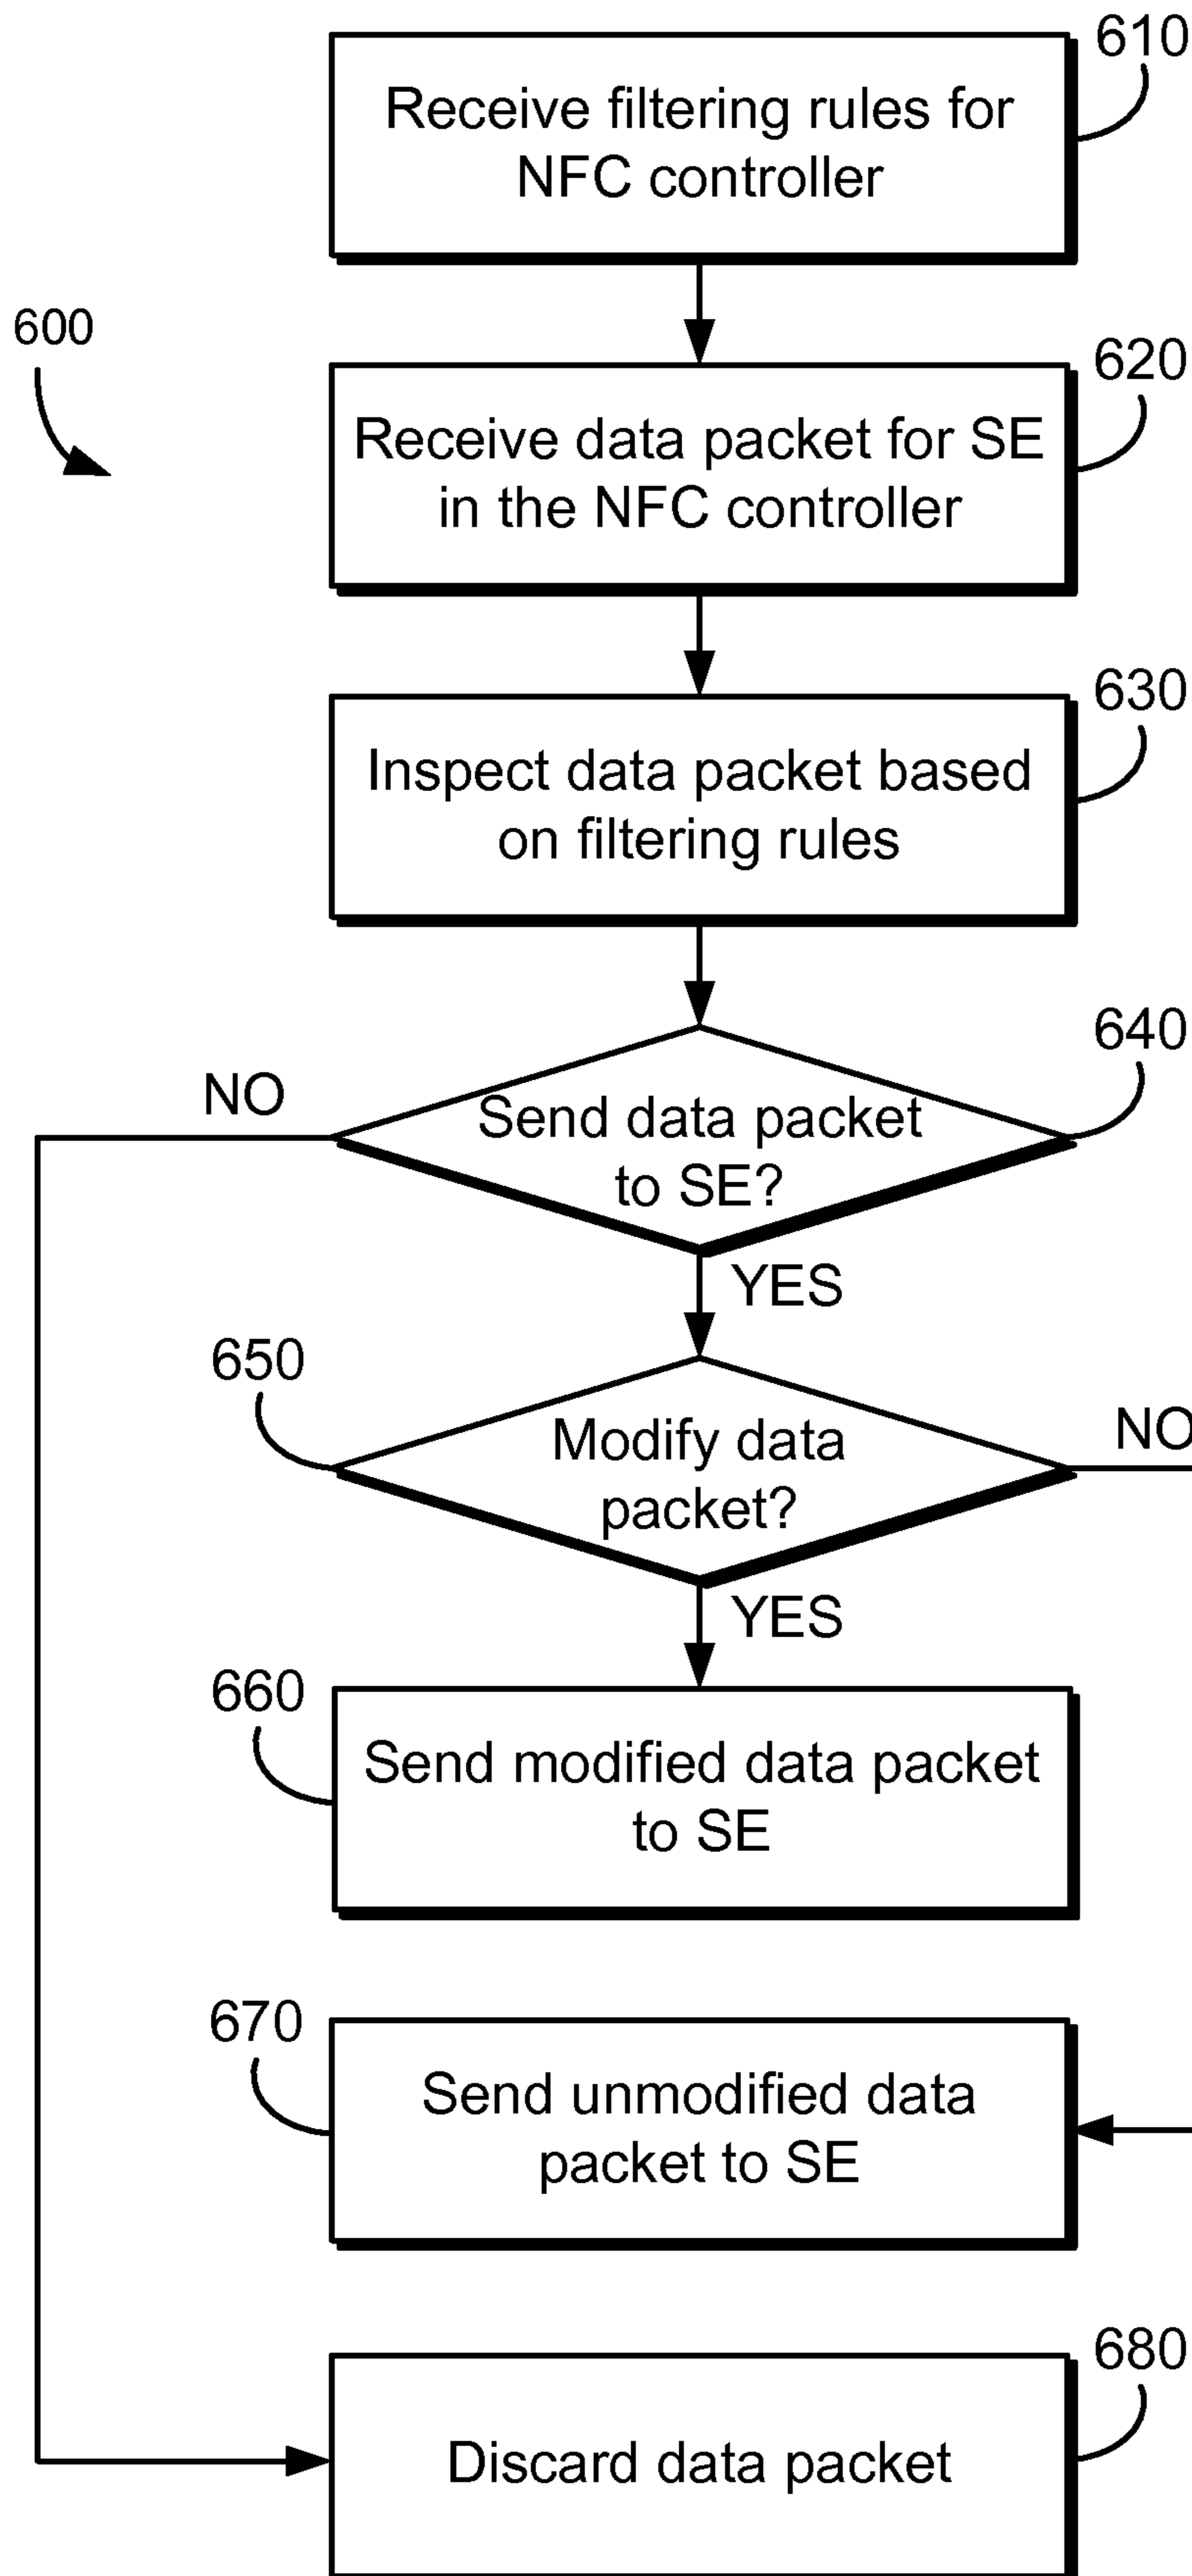 610
Receive filtering rules for
NFC controller
600
620
Receive data packet for SE
in the NFC controller
630
Inspect data packet based
on filtering rules
640
NO
Send data packet
to SE?
YES
650
Modify data
packet?
NO
YES
660
Send modified data packet
to SE
670
Send unmodified data
packet to SE
680
Discard data packet